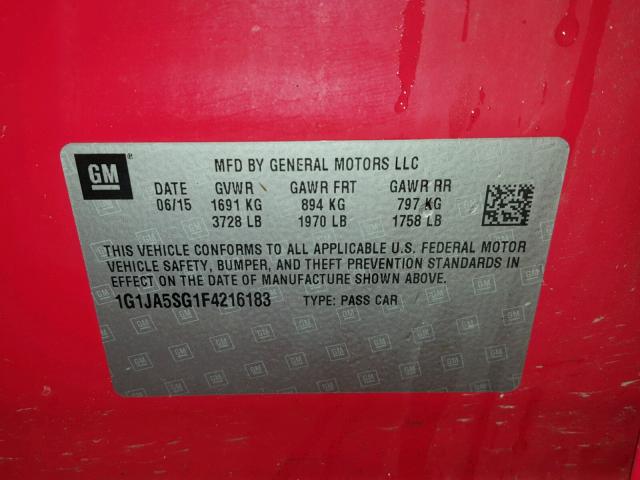 GM
MFD BY GENERAL MOTORS LLC
DATE GVWR GAWR FRT GAWR RR
06/15 1691 KG 894 KG 797 KG
3728 LB 1970 LB 1758 LB
THIS VEHICLE CONFORMS TO ALL APPLICABLE U.S. FEDERAL MOTOR
VEHICLE SAFETY, BUMPER, AND THEFT PREVENTION STANDARDS IN
EFFECT ON THE DATE OF MANUFACTURE SHOWN ABOVE.
1G1JA5SG1F4216183 TYPE: PASS CAR